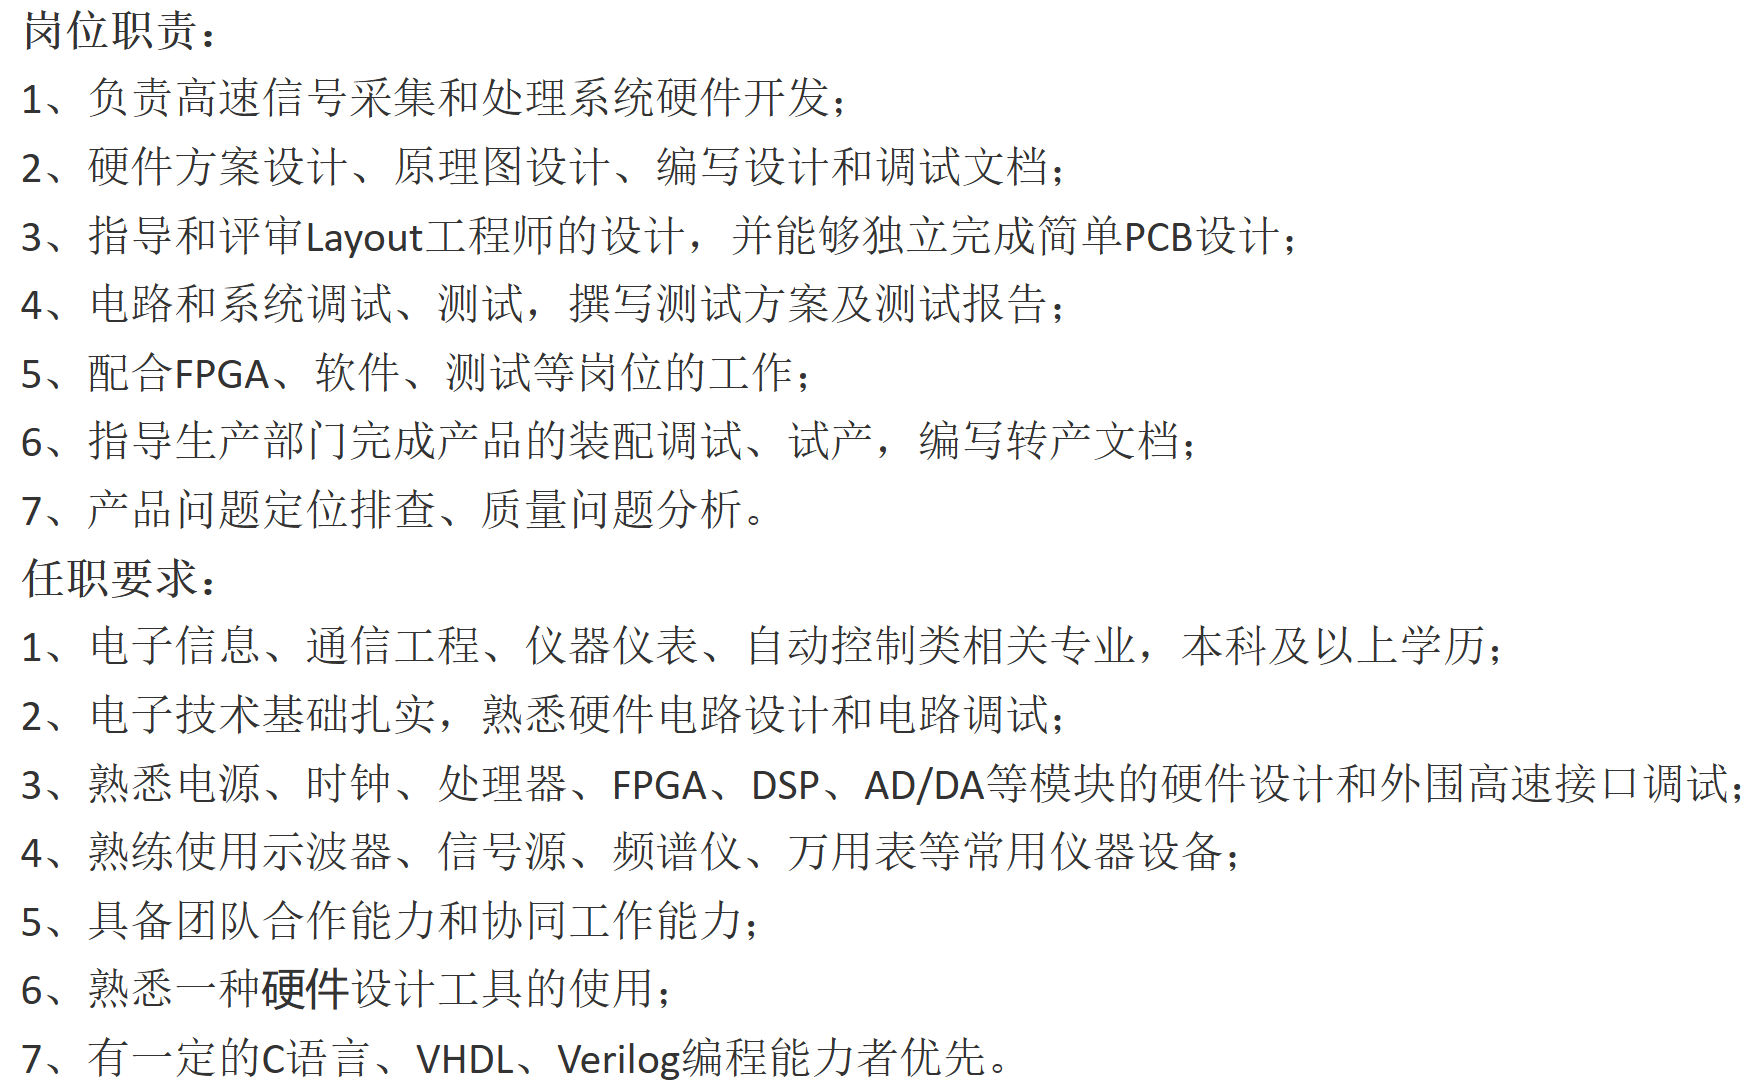 岗位职责：
1、负责高速信号采集和处理系统硬件开发；
2、硬件方案设计、原理图设计、编写设计和调试文档；
3、指导和评审Layout工程师的设计，并能够独立完成简单PCB设计；
4、电路和系统调试、测试，撰写测试方案及测试报告；
5、配合FPGA、软件、测试等岗位的工作；
6、指导生产部门完成产品的装配调试、试产，编写转产文档；
7、产品问题定位排查、质量问题分析。
任职要求：
1、电子信息、通信工程、仪器仪表、自动控制类相关专业，本科及以上学历；
2、电子技术基础扎实，熟悉硬件电路设计和电路调试；
3、熟悉电源、时钟、处理器、FPGA、DSP、AD/DA等模块的硬件设计和外围高速接口调试；
4、熟练使用示波器、信号源、频谱仪、万用表等常用仪器设备；
5、具备团队合作能力和协同工作能力；
6、熟悉一种硬件设计工具的使用；
7、有一定的C语言、VHDL、Verilog编程能力者优先。